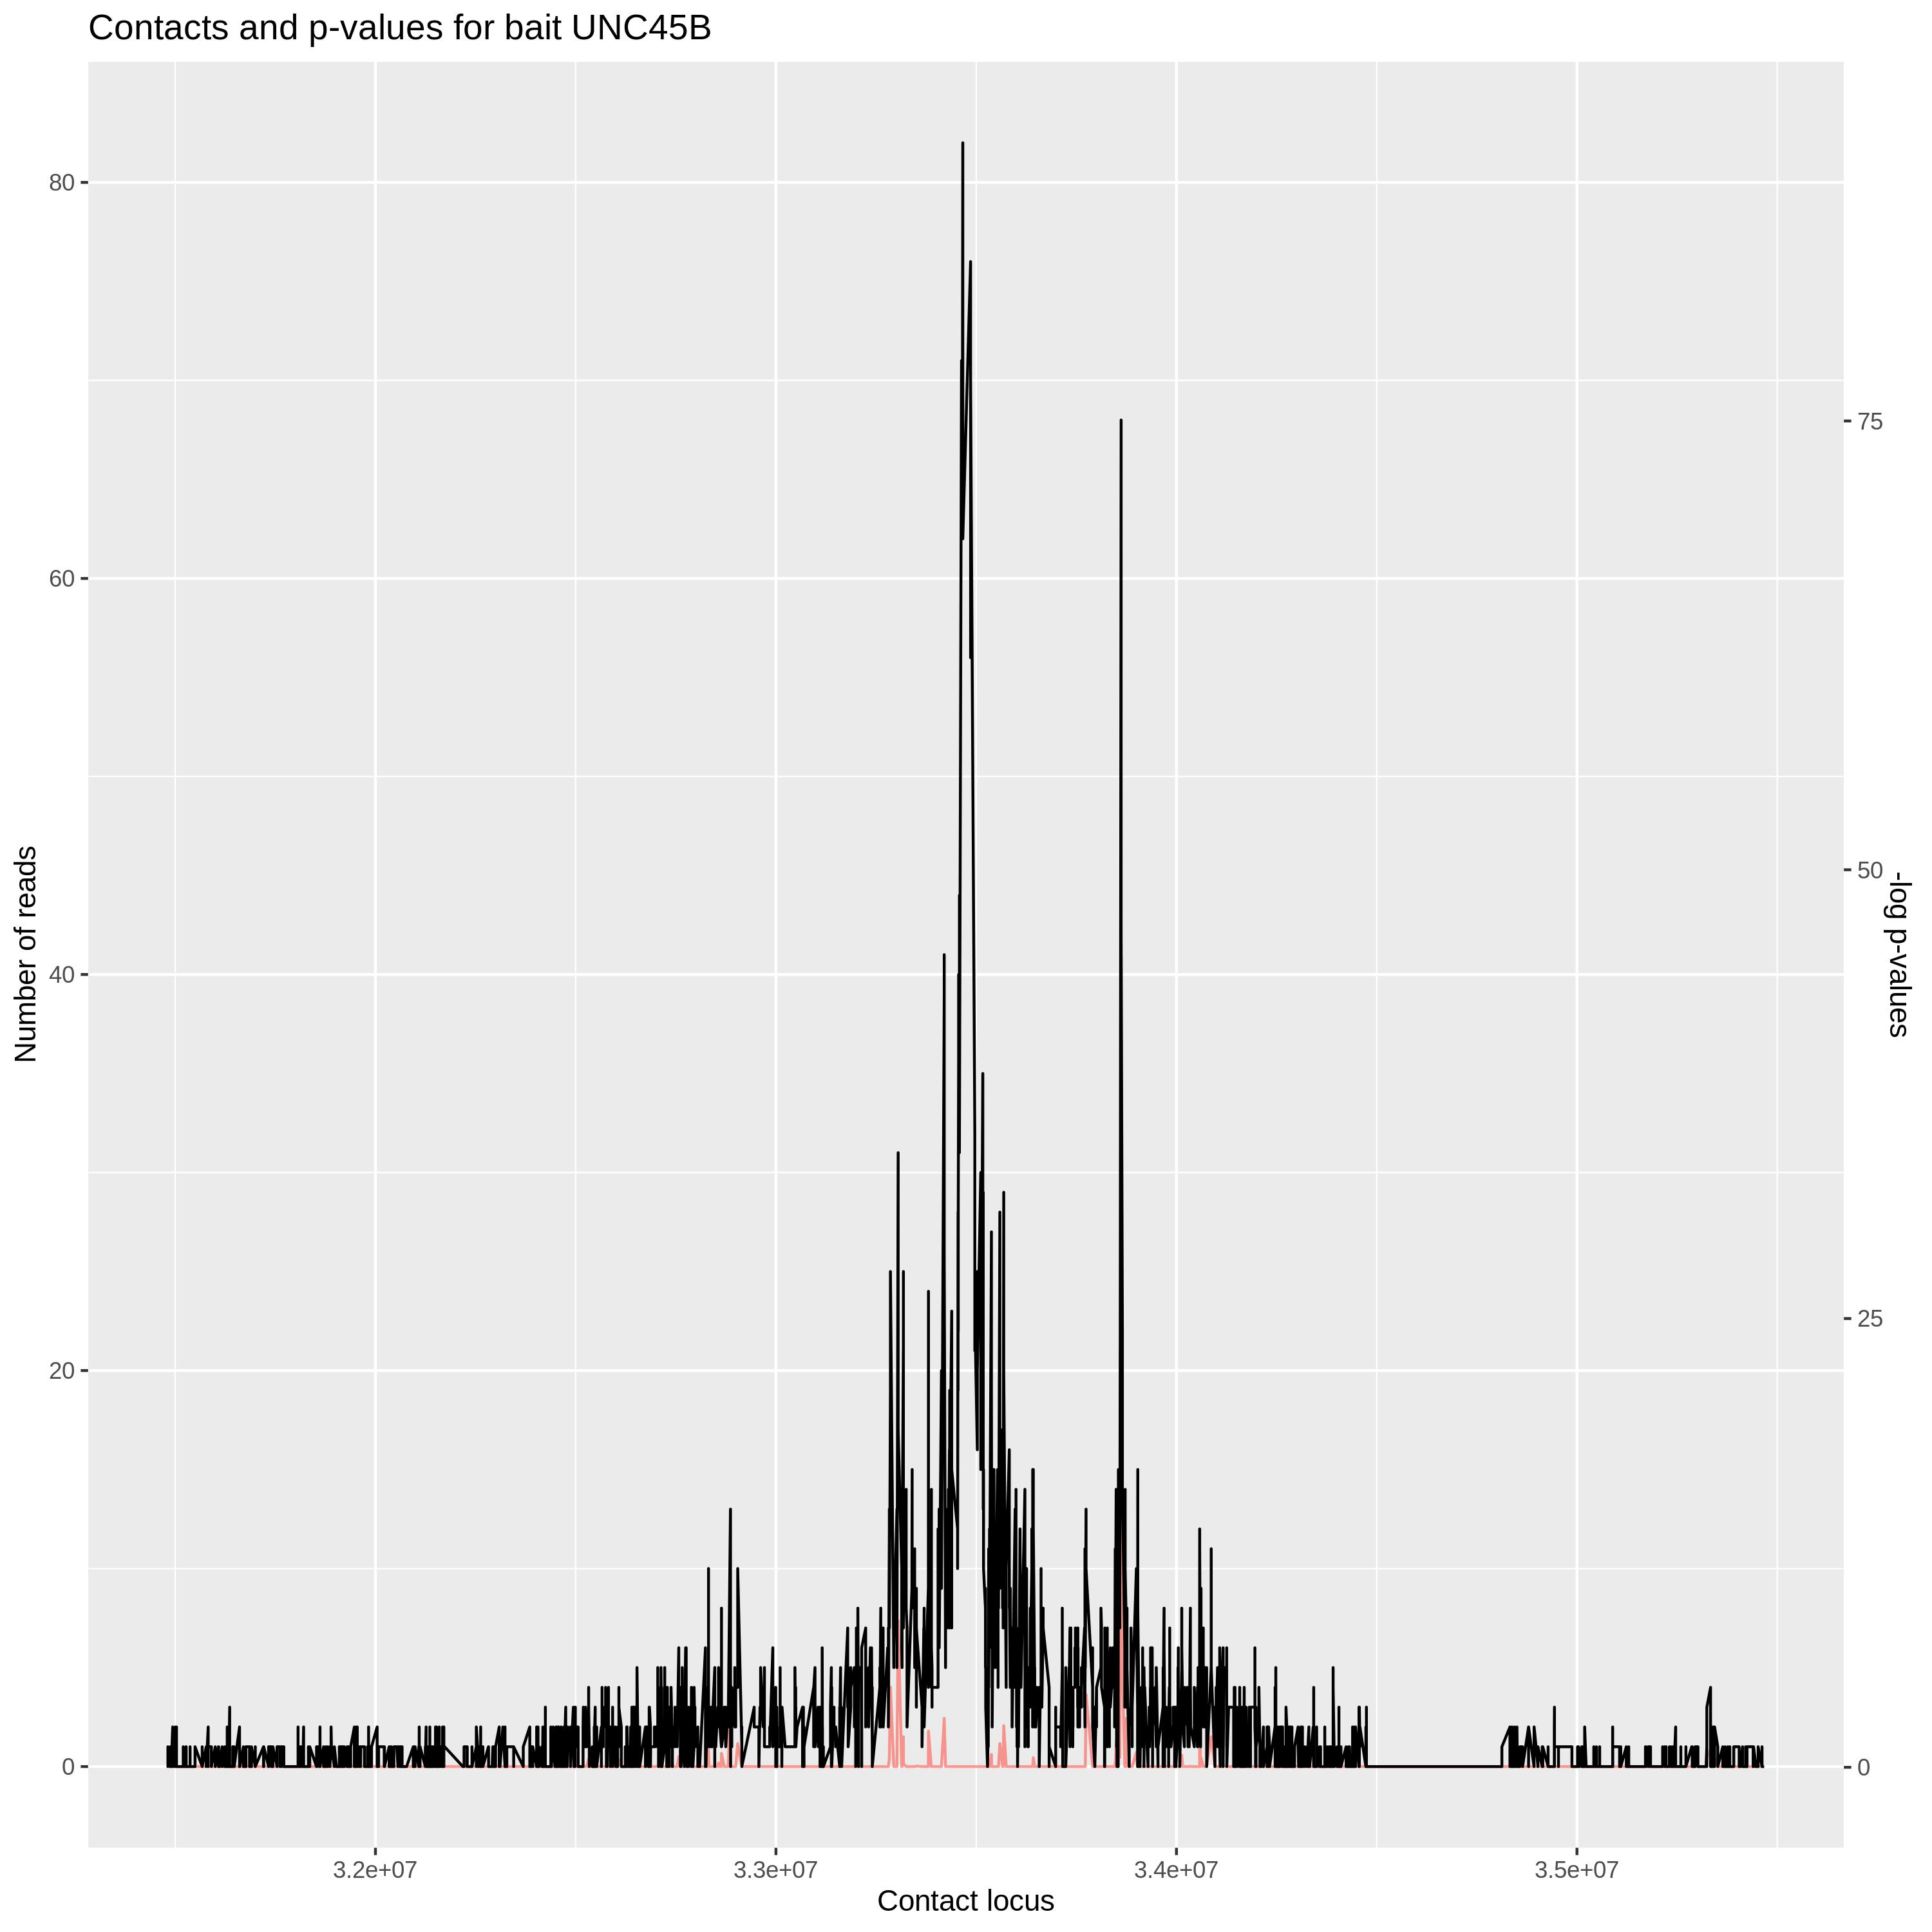 Contacts and p-values for bait UNC45B
Number of reads
80
60
40
20
0
75
50
25
0
-log p-values
3.2e+07 3.3e+07 3.4e+07 3.5e+07
Contact locus